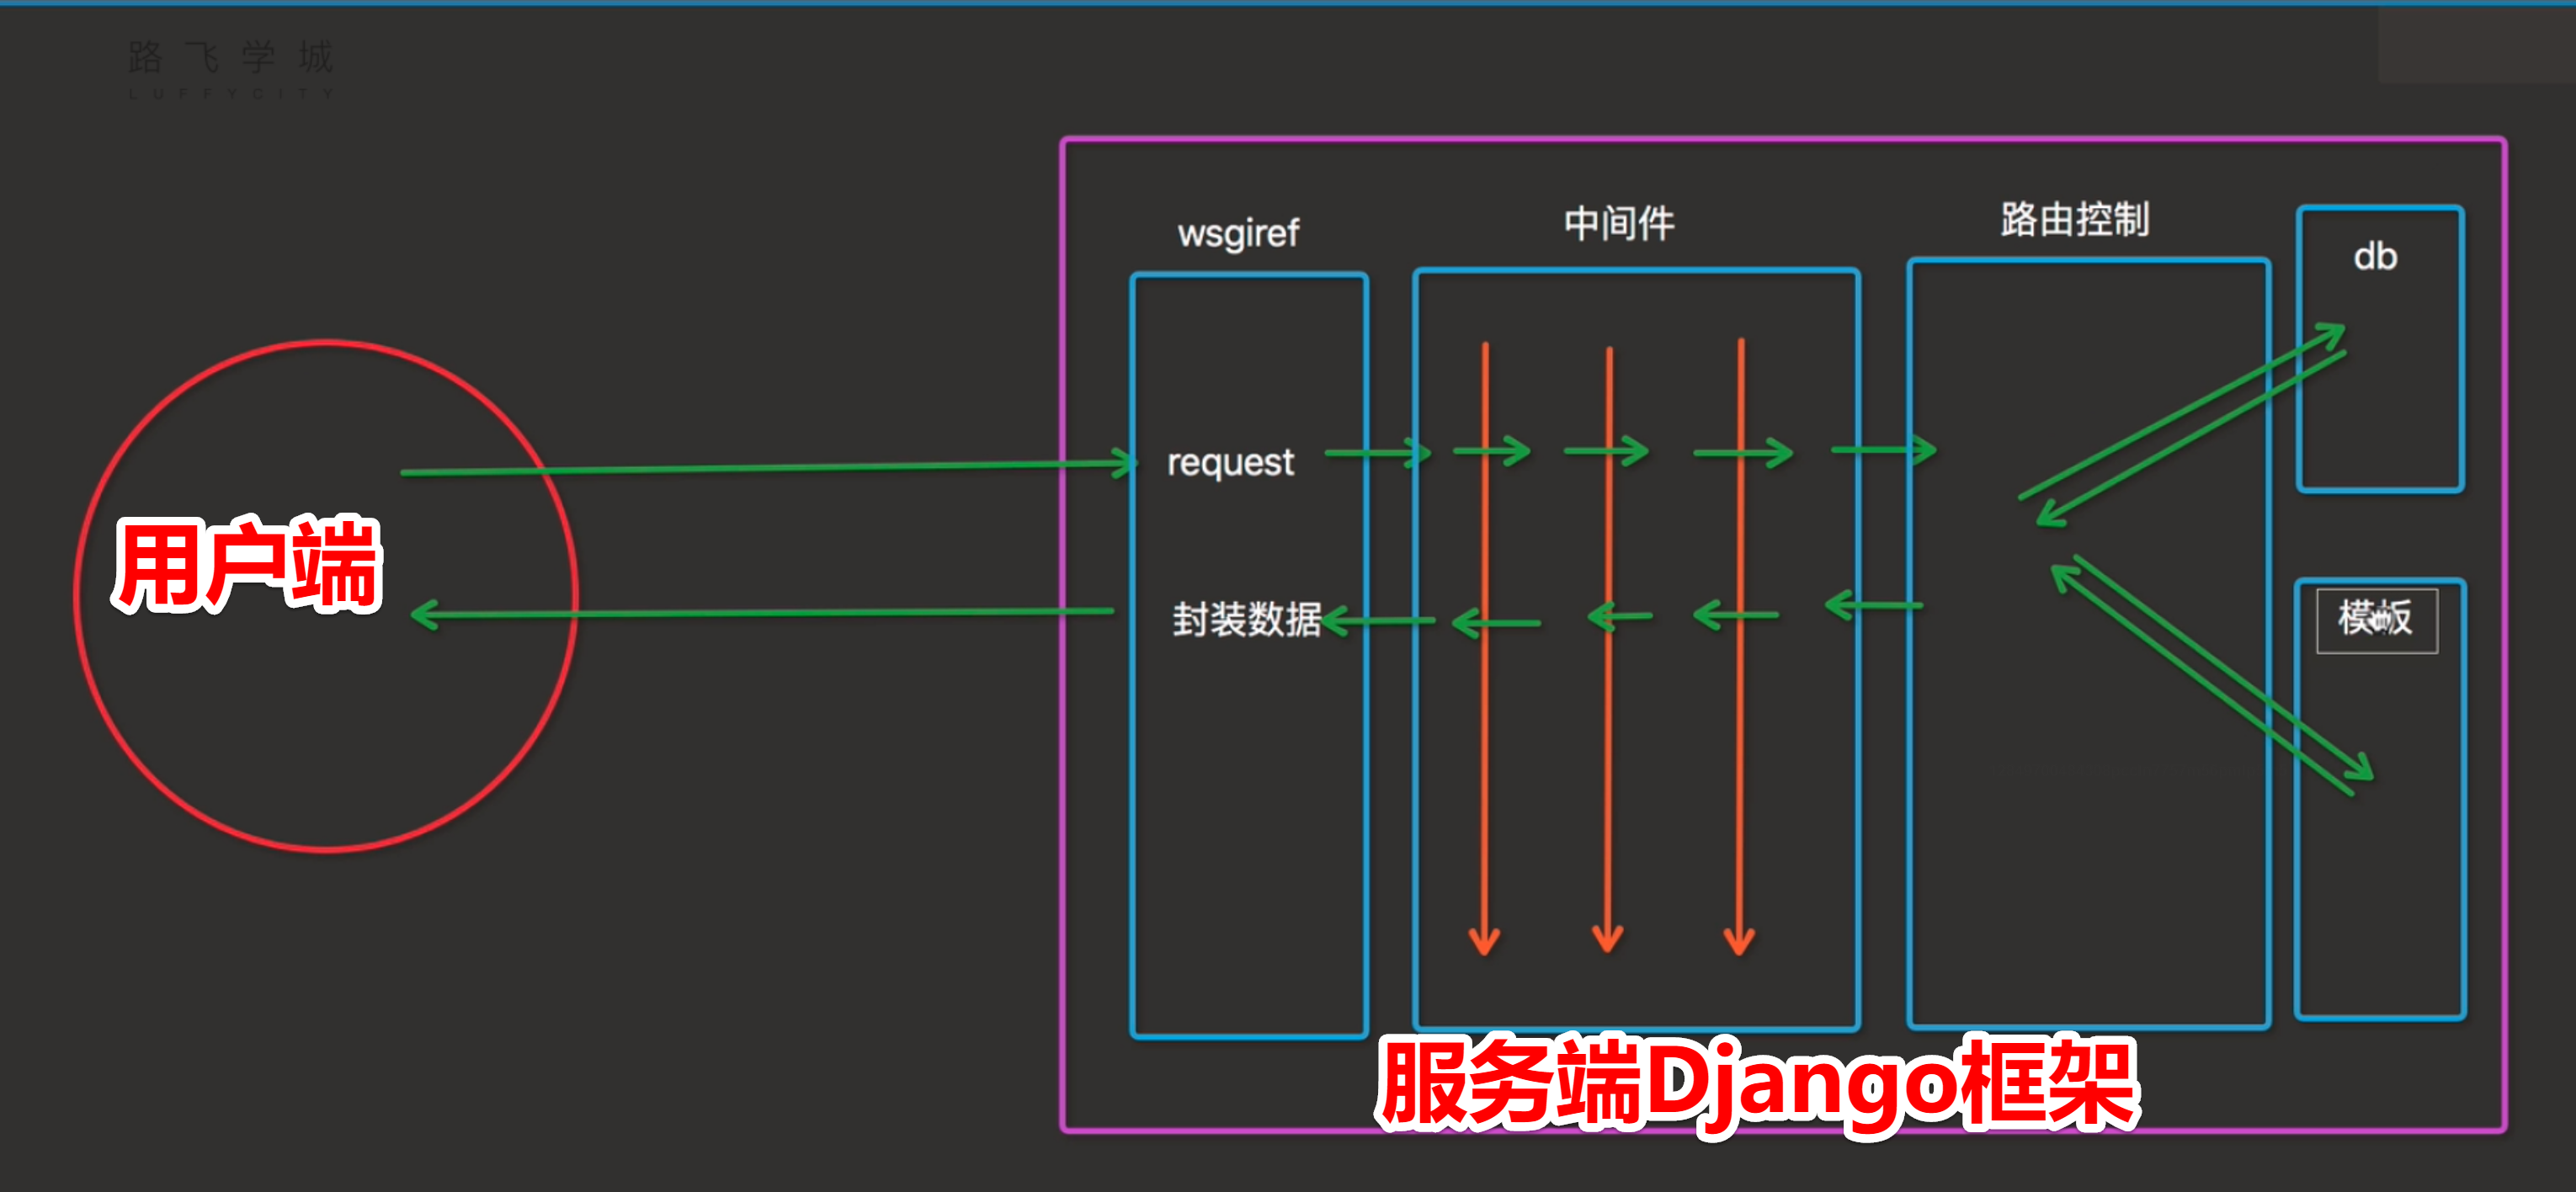 路飞学城
LUFFYCITY
wsgiref
中间件
路由控制
db
request
用户端
封装数据
模板
服务端Django框架